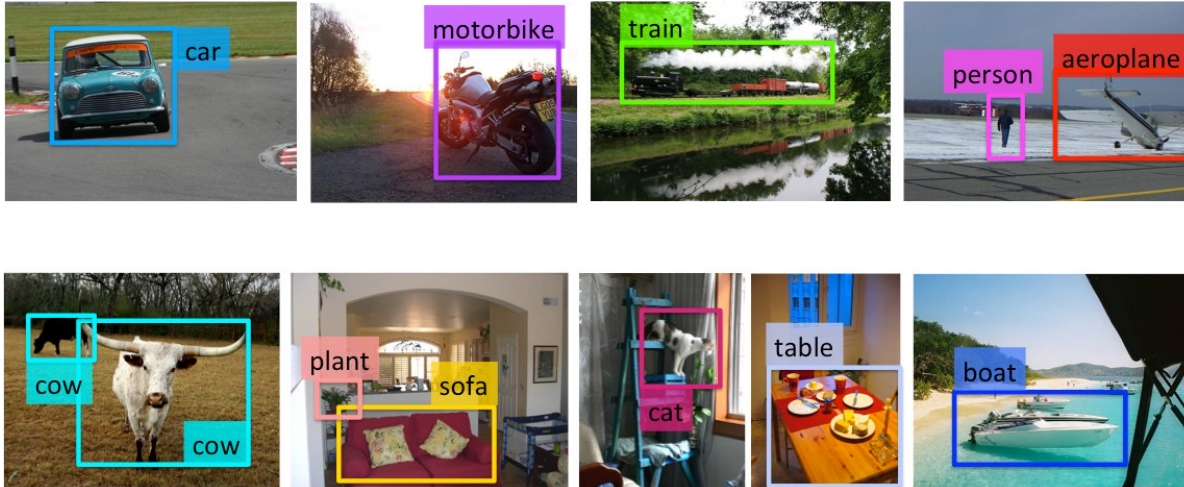 car
motorbike
train
person
aeroplane
cow
cow
plant
sofa
cat
table
boat